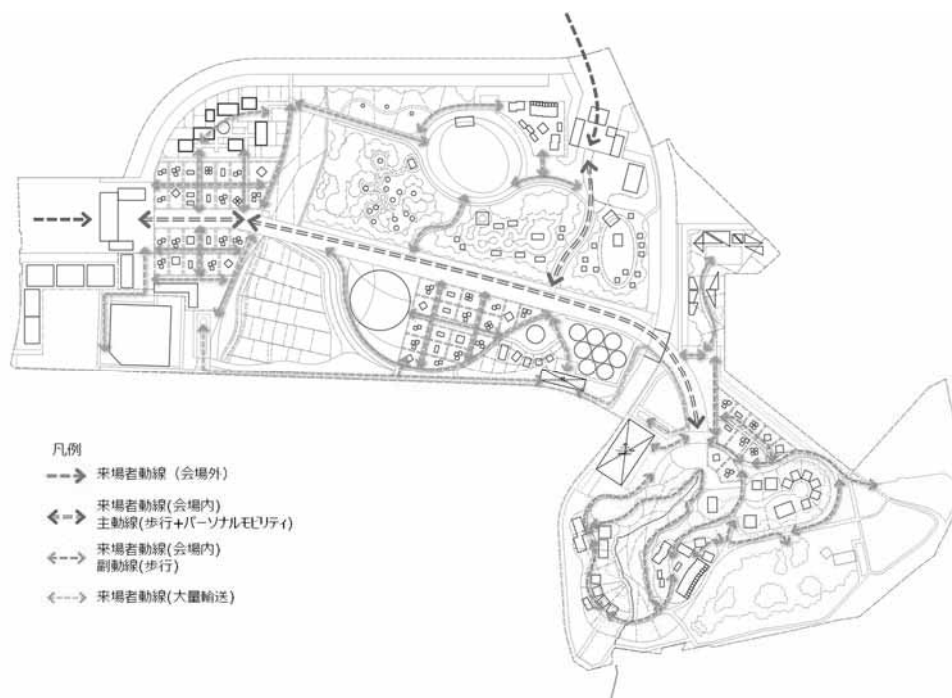 凡例
来場者動線（会場外）
来場者動線(会場内)
主動線(歩行+パーソナルモビリティ)
来場者動線(会場内)
副動線(歩行)
来場者動線(大量輸送)